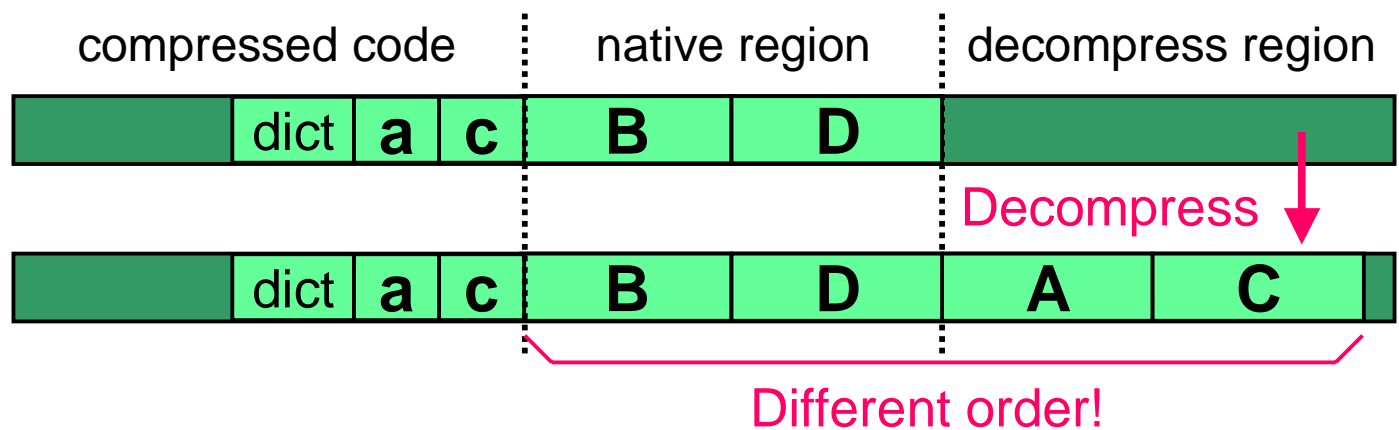 compressed code native region decompress region
dict a c B D
Decompress
dict a c B D A C
Different order!